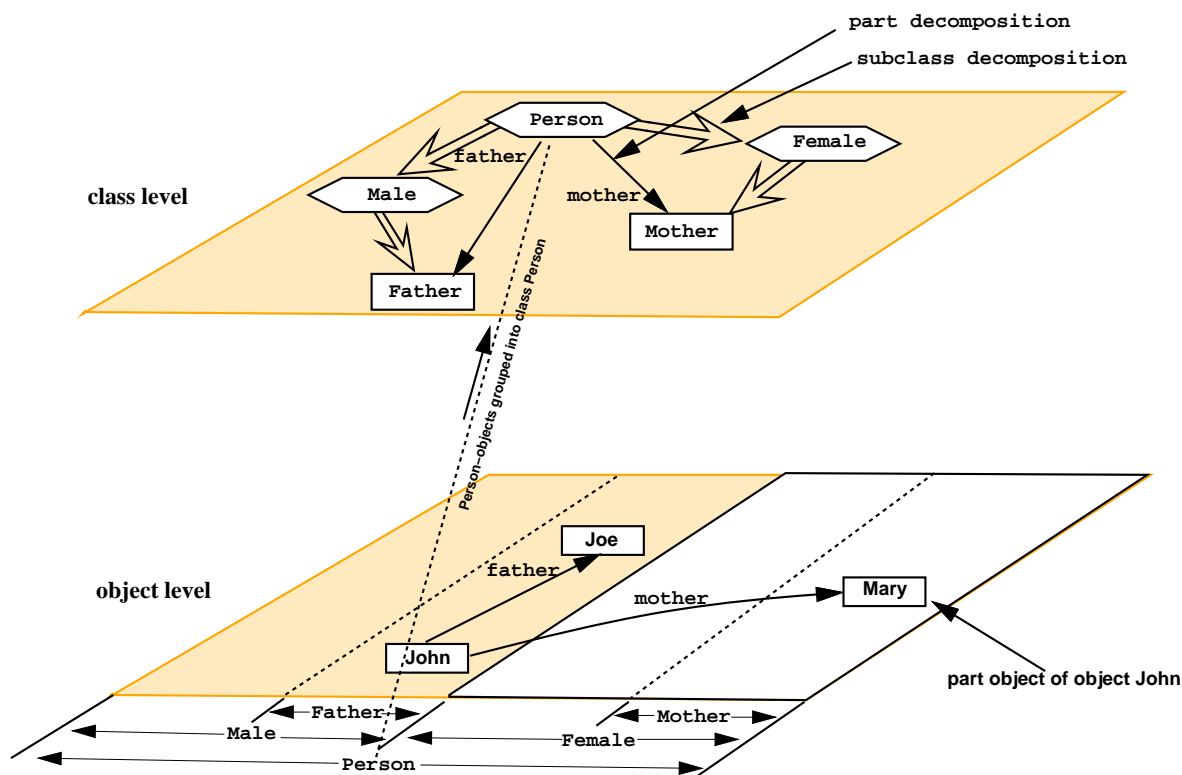 part decomposition
subclass decomposition
Person
Female
father
class level
Male
mother
Mother
Father
Person-objects grouped into class Person
Joe
father
object level
mother
Mary
John
part object of object John
Father
Mother
Male
Female
Person